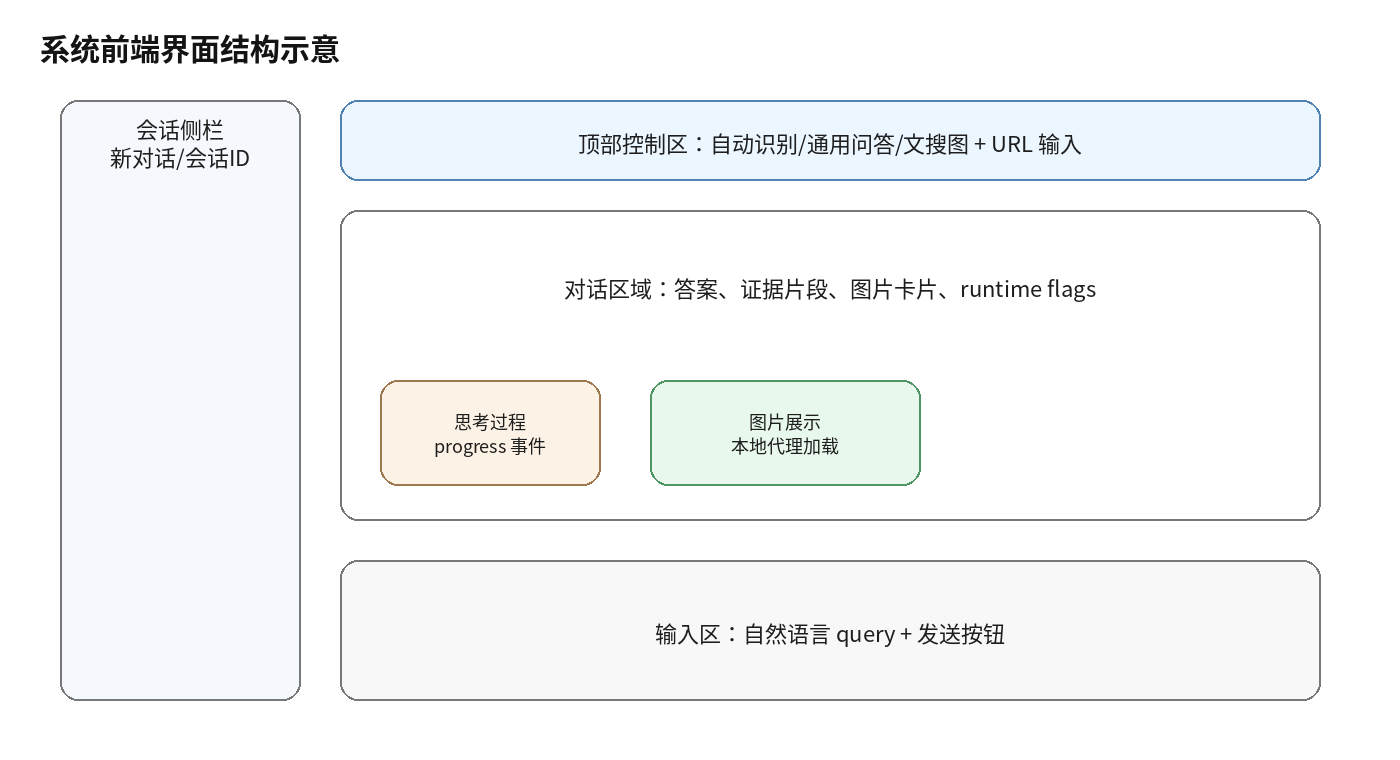 系统前端界面结构示意
会话侧栏
新对话/会话ID
顶部控制区：自动识别/通用问答/文搜图 + URL 输入
对话区域：答案、证据片段、图片卡片、runtime flags
思考过程
progress 事件
图片展示
本地代理加载
输入区：自然语言 query + 发送按钮